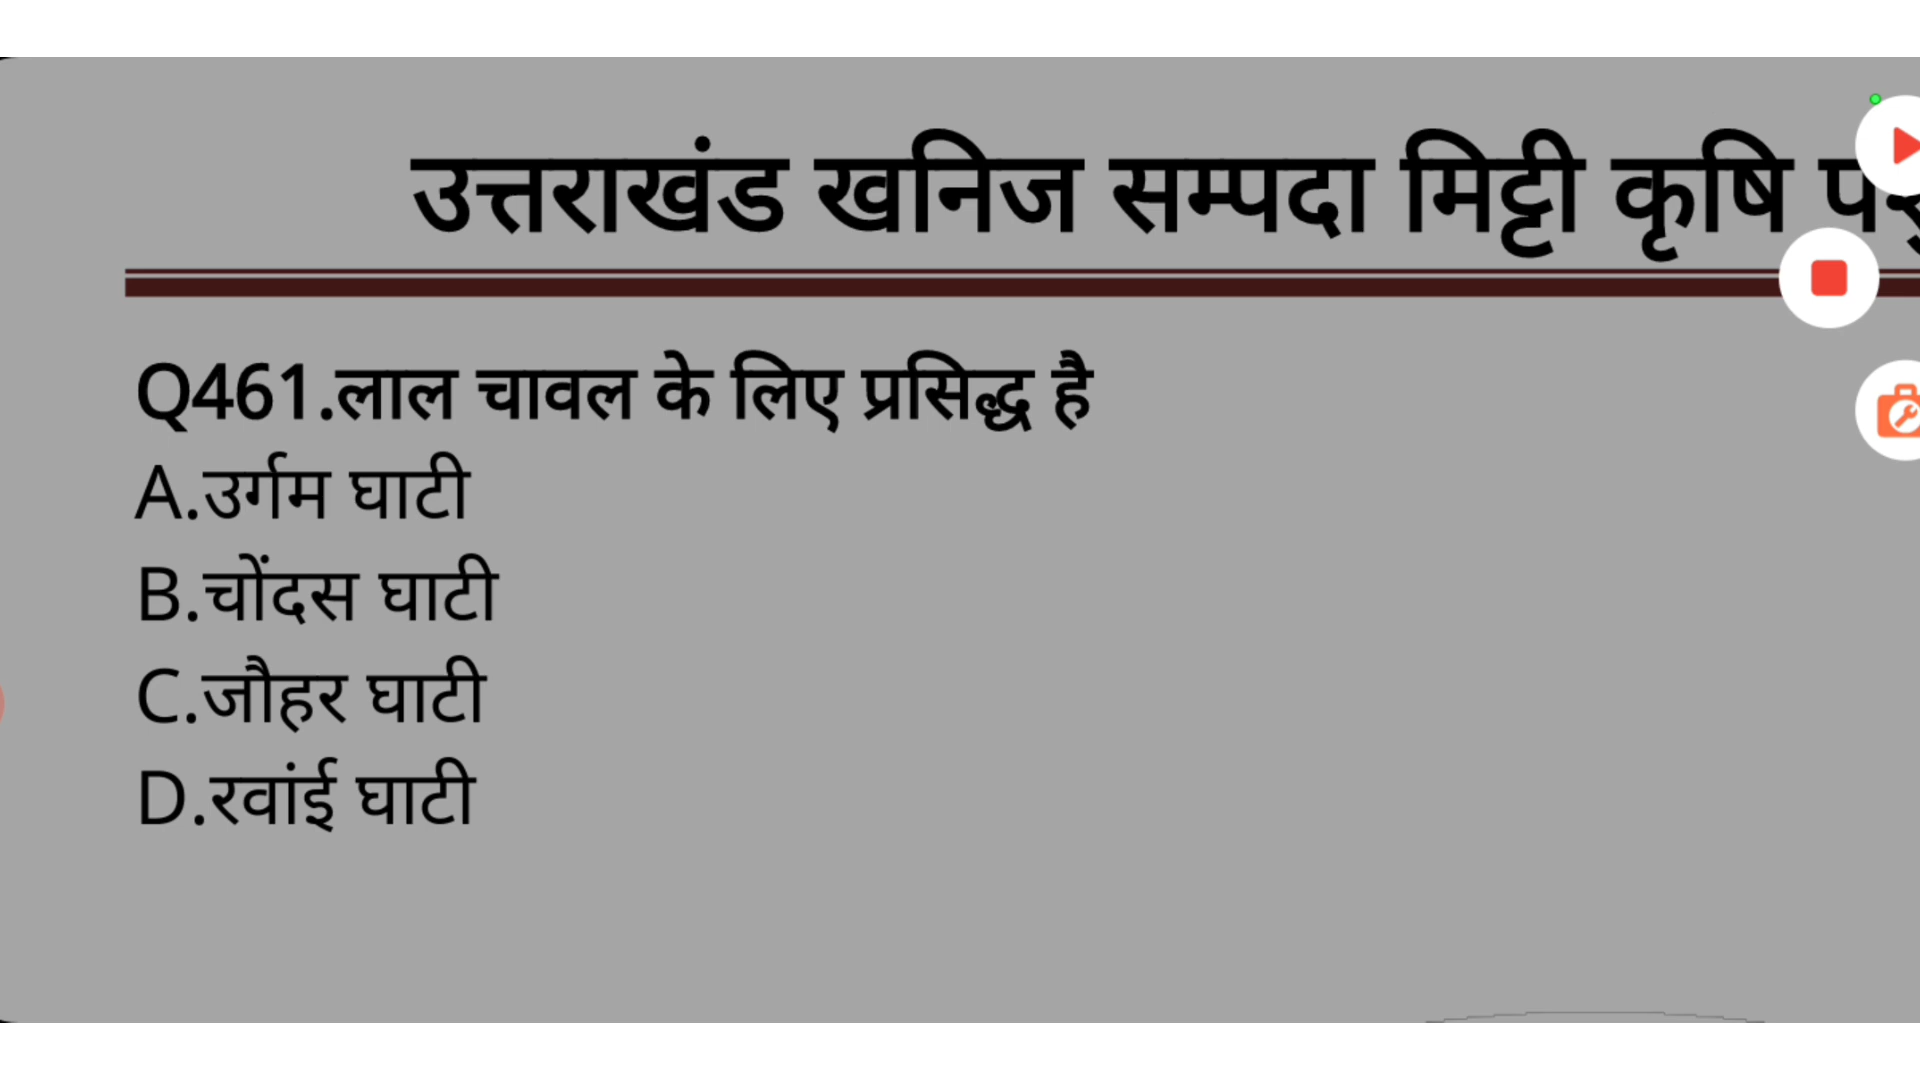 उत्तराखंड खनिज सम्पदा मिट्टी कृषि
Q461.लाल चावल के लिए प्रसिद्ध है
A.उर्गम घाटी
B.चोंदस घाटी
C.जौहर घाटी
D.रवांई घाटी